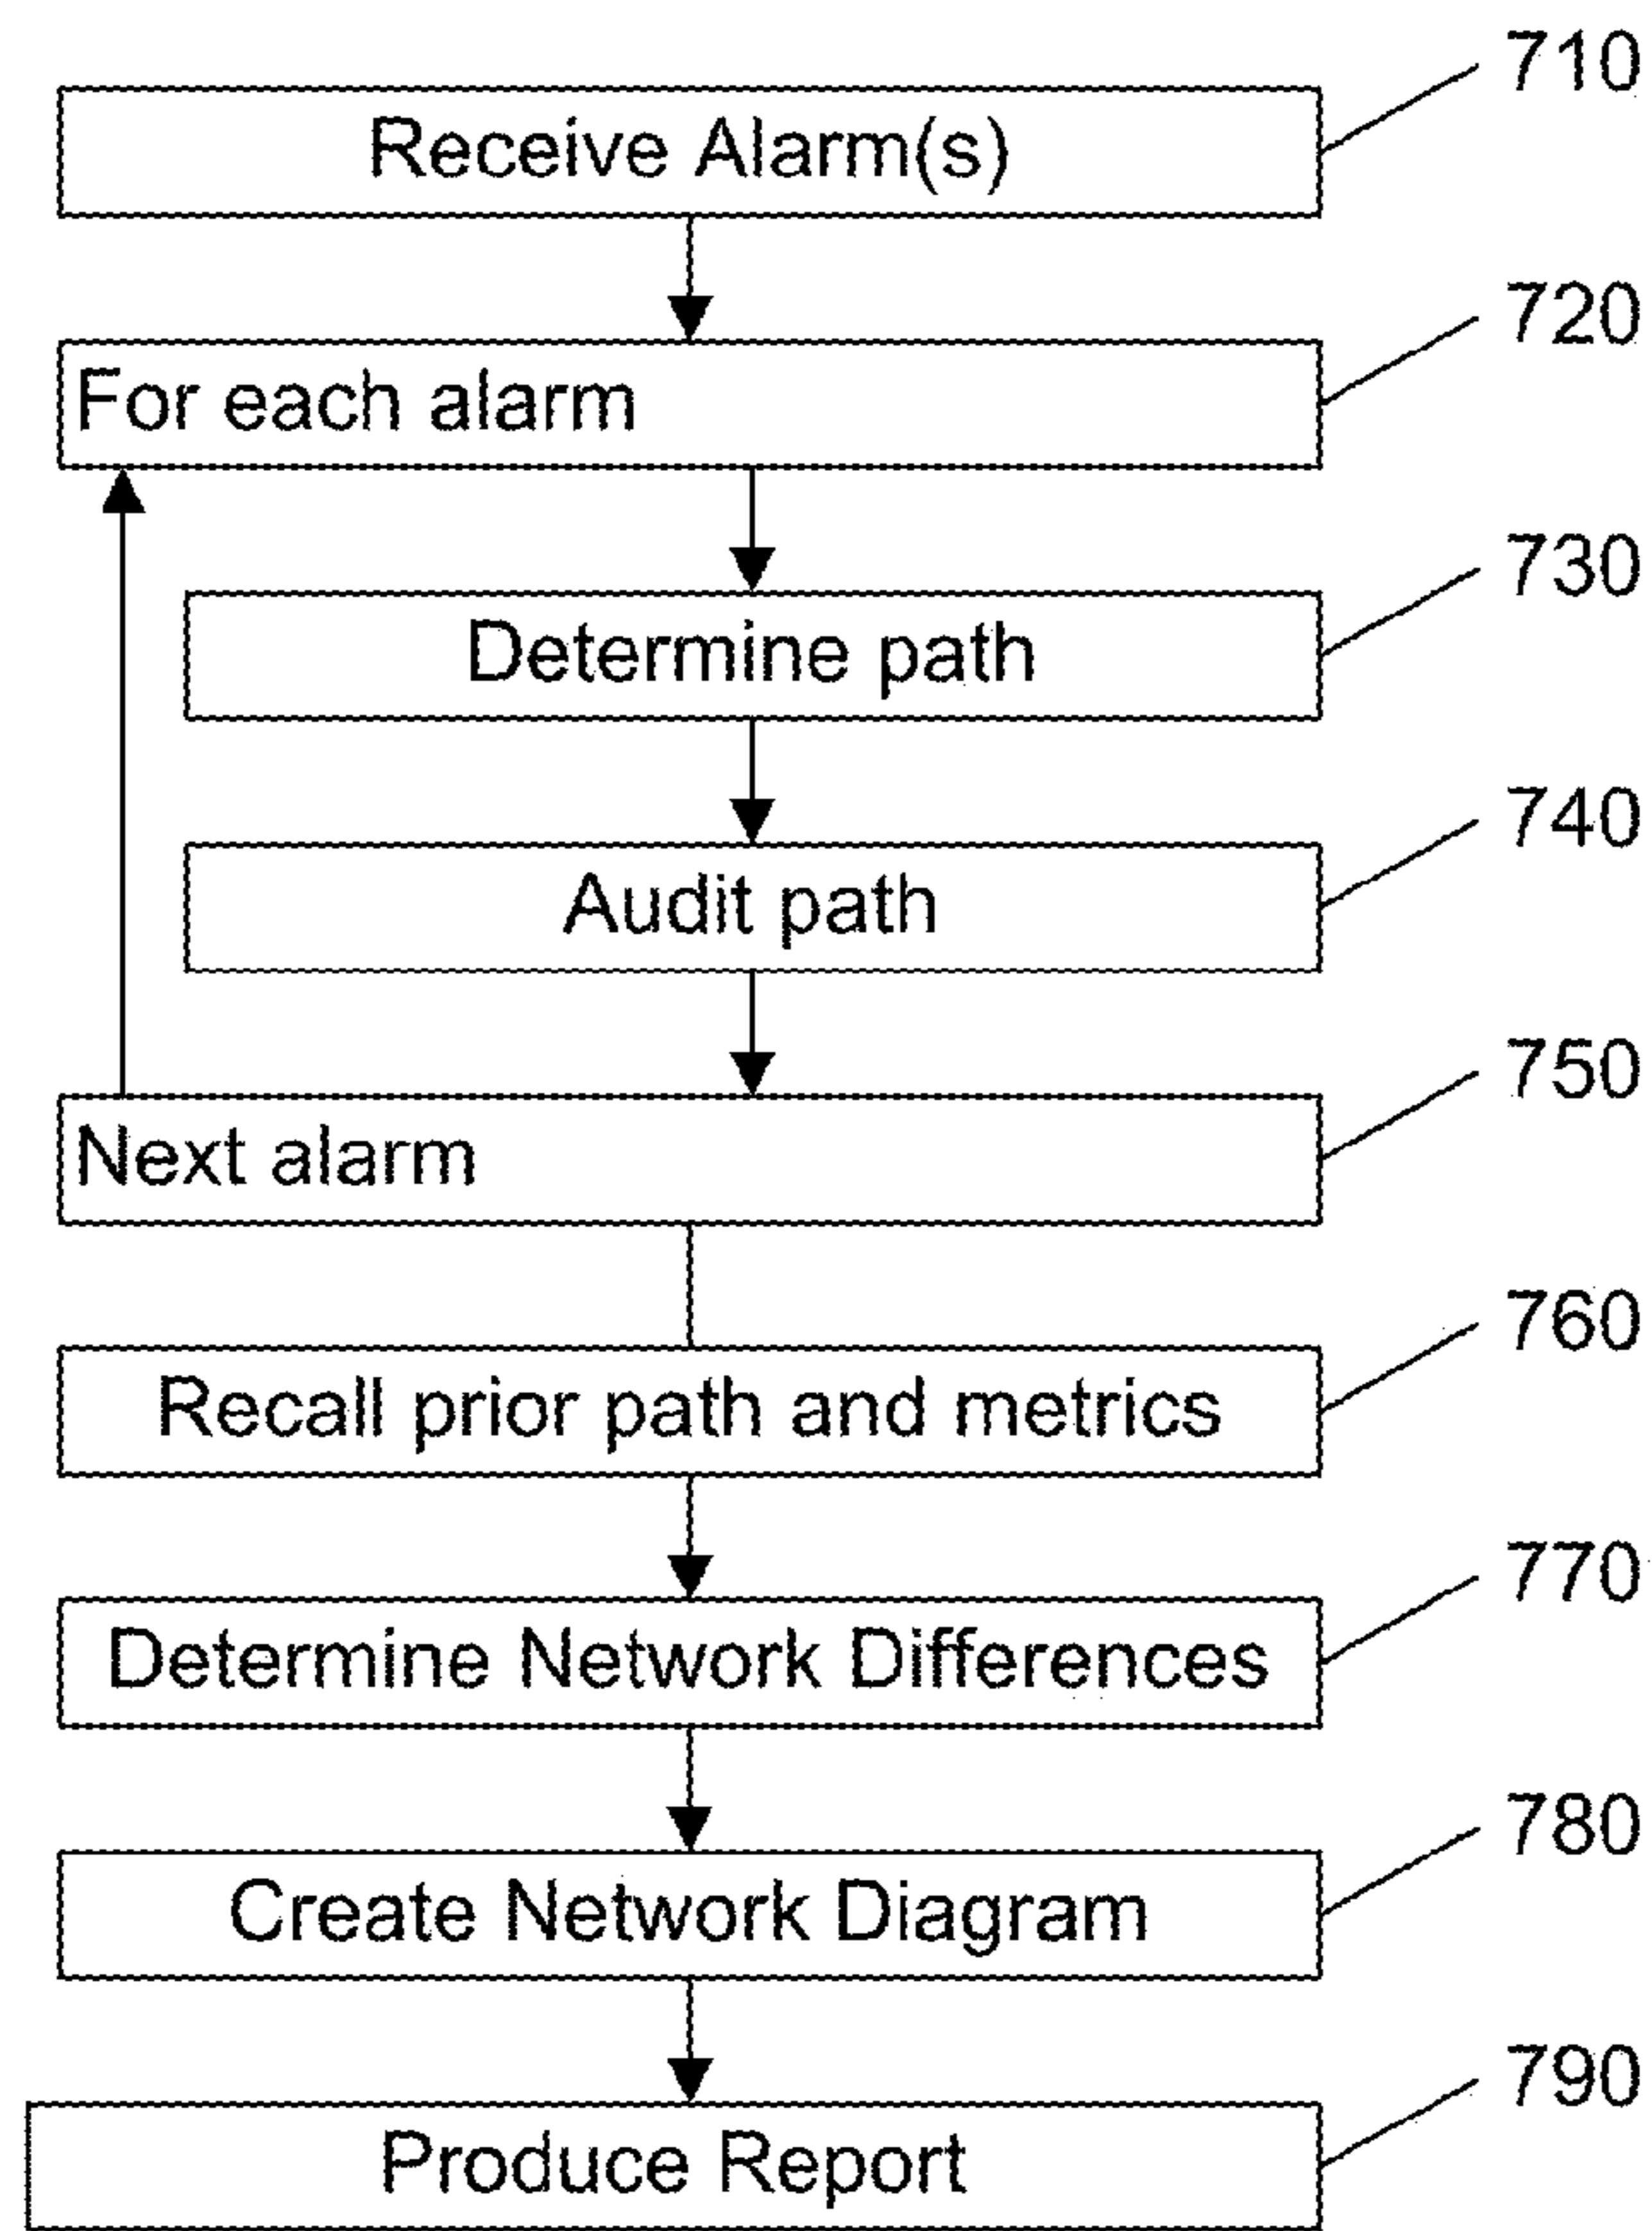 710
Receive Alarm(s)
720
For each alarm
730
Determine path
740
Audit path
750
Next alarm
760
Recall prior path and metrics
770
Determine Network Differences
780
Create Network Diagram
790
Produce Report